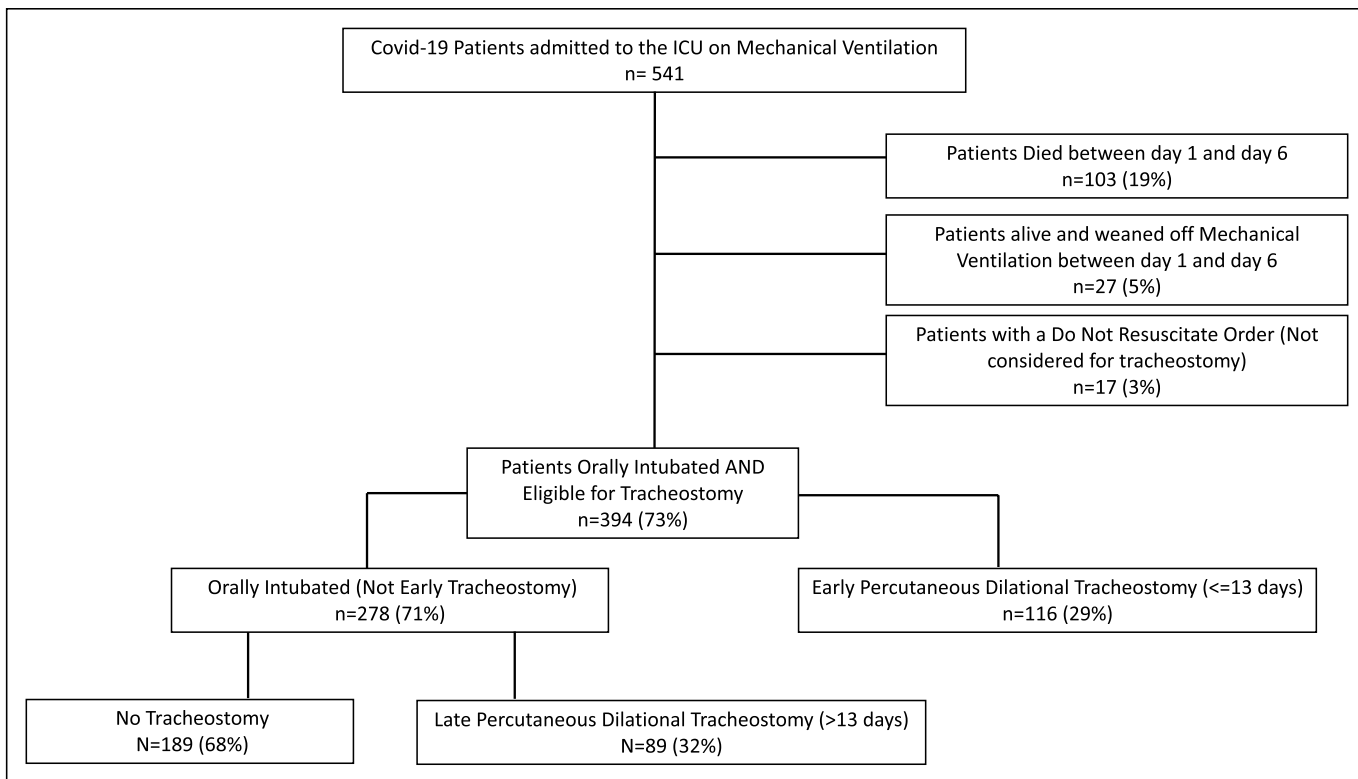 Covid-19 Patients admitted to the ICU on Mechanical Ventilation
n= 541
Patients Died between day 1 and day 6
n=103 (19%)
Patients alive and weaned off Mechanical
Ventilation between day 1 and day 6
n=27 (5%)
Patients with a Do Not Resuscitate Order (Not
considered for tracheostomy)
n=17 (3%)
Patients Orally Intubated AND
Eligible for Tracheostomy
n=394 (73%)
Orally Intubated (Not Early Tracheostomy)
n=278 (71%)
Early Percutaneous Dilational Tracheostomy (<=13 days)
n=116 (29%)
No Tracheostomy
N=189 (68%)
Late Percutaneous Dilational Tracheostomy (>13 days)
N=89 (32%)